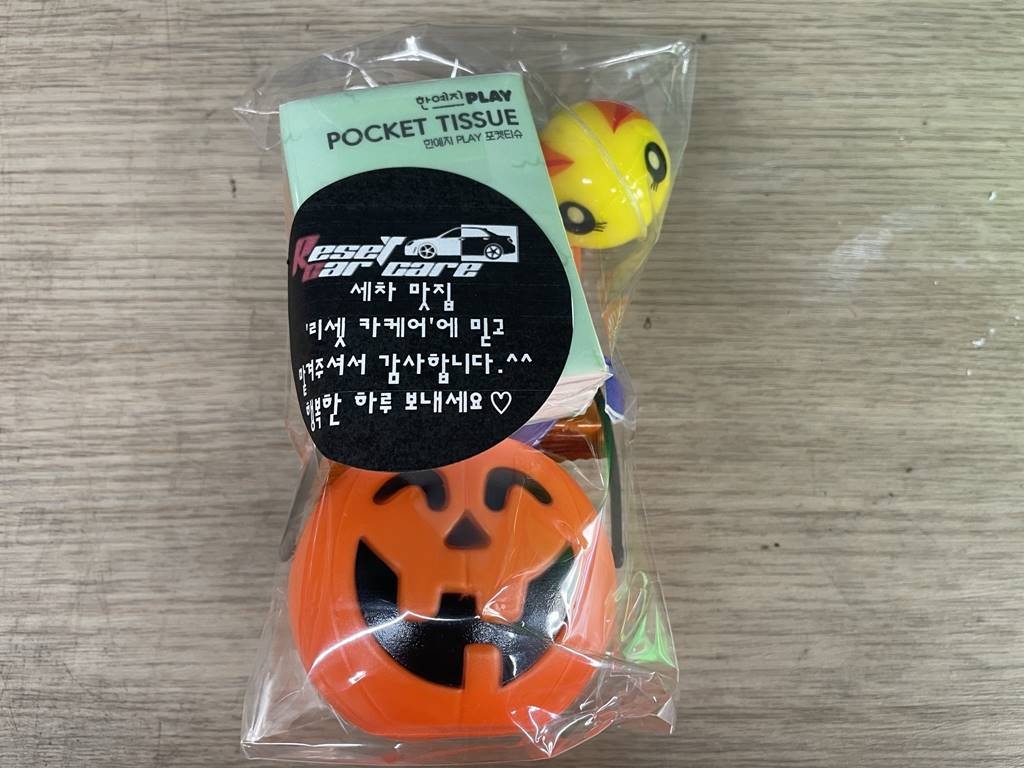 한예지PLAY
POCKET TISSUE
한예지 PLAY 포켓티슈
Reset
Car care
세차 맛집
'리셋 카케어'에 믿고
맡겨주셔서 감사합니다.^^
행복한 하루 보내세요♡